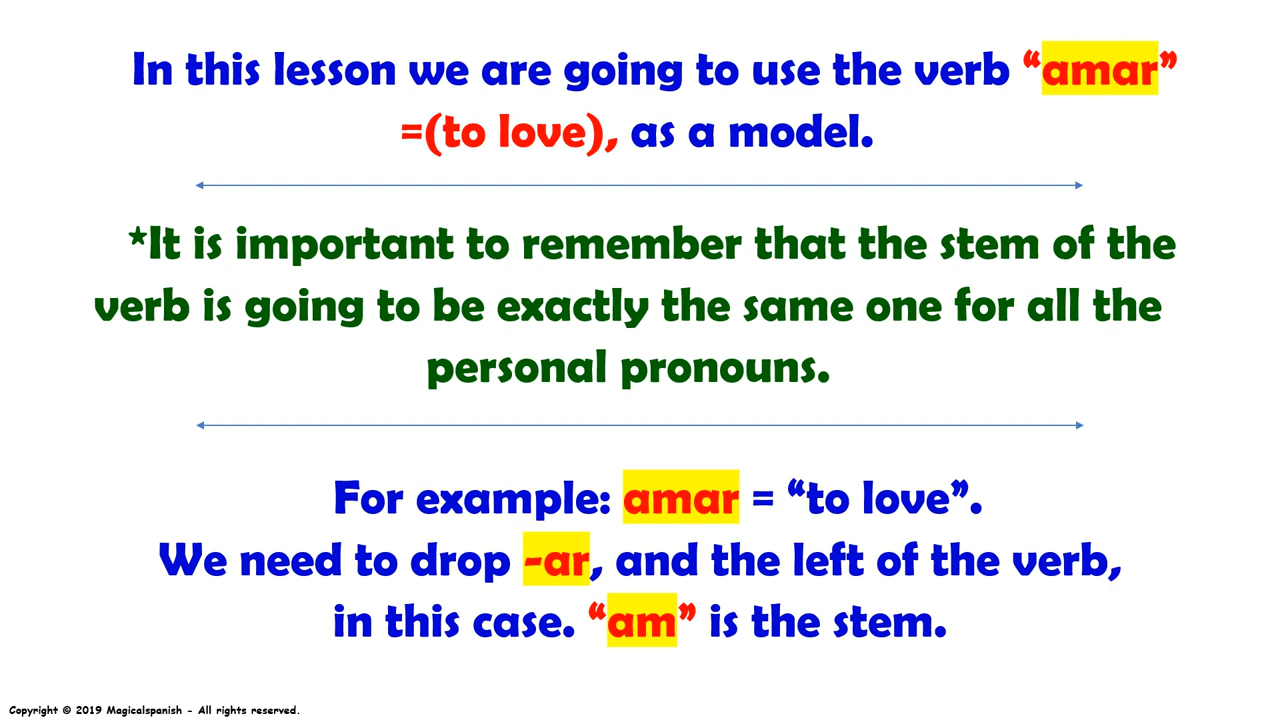 In this lesson we are going to use the verb “amar”
=(to love), as a model.
*It is important to remember that the stem of the
verb is going to be exactly the same one for all the
personal pronouns.
For example: amar = “to love”.
We need to drop -ar, and the left of the verb,
in this case. “am” is the stem.
Copyright © 2019 Magicalspanish - All rights reserved.